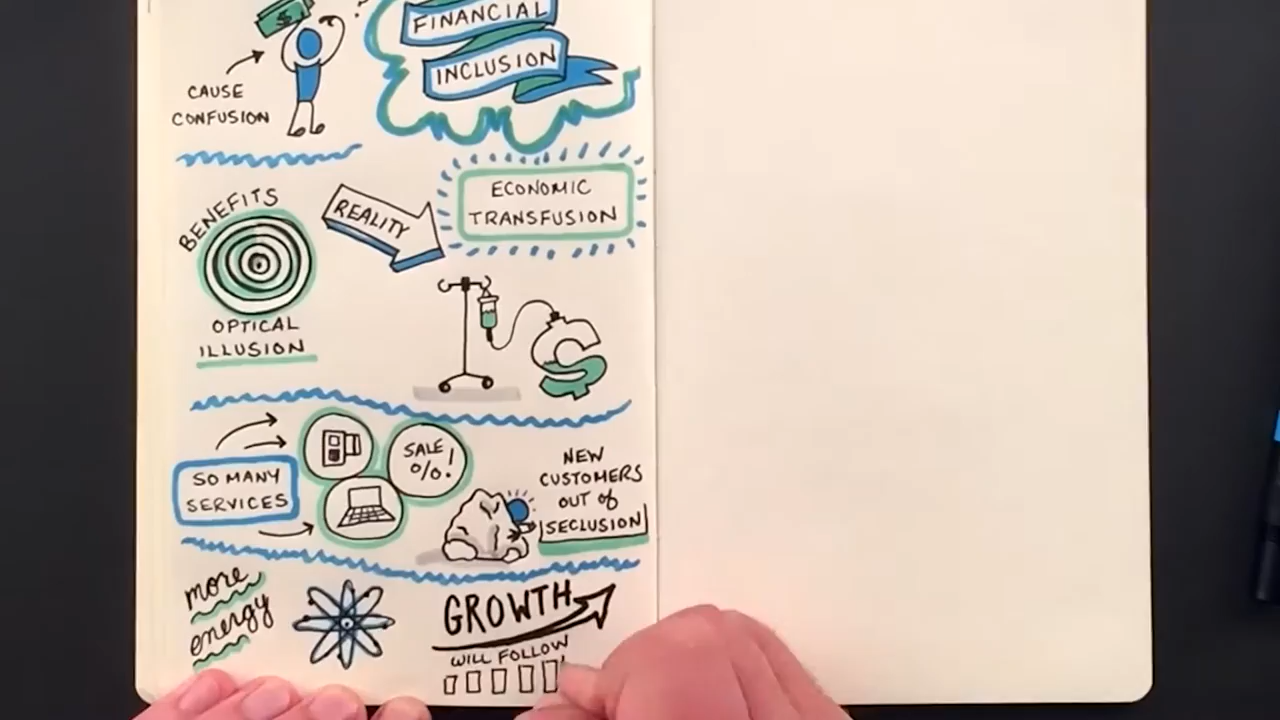 $
?
FINANCIAL
INCLUSION
CAUSE
CONFUSION
BENEFITS
OPTICAL
ILLUSION
REALITY
ECONOMIC
TRANSFUSION
$
SO MANY
SERVICES
SALE!
%!
NEW
CUSTOMERS
OUT of
SECLUSION
more
energy
GROWTH
WILL FOLLOW